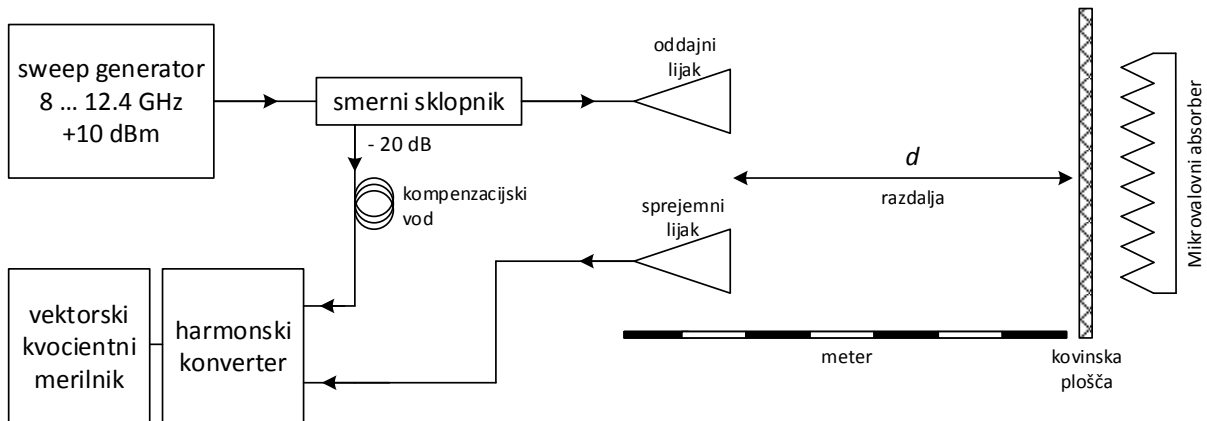 sweep generator
8 ... 12.4 GHz
+10 dBm
smerni sklopnik
- 20 dB
kompenzacijski
vod
oddajni
lijak
sprejemni
lijak
d
razdalja
Mikrovalovni absorber
vektorski
kvocientni
merilnik
harmonski
konverter
meter
kovinska
plošča